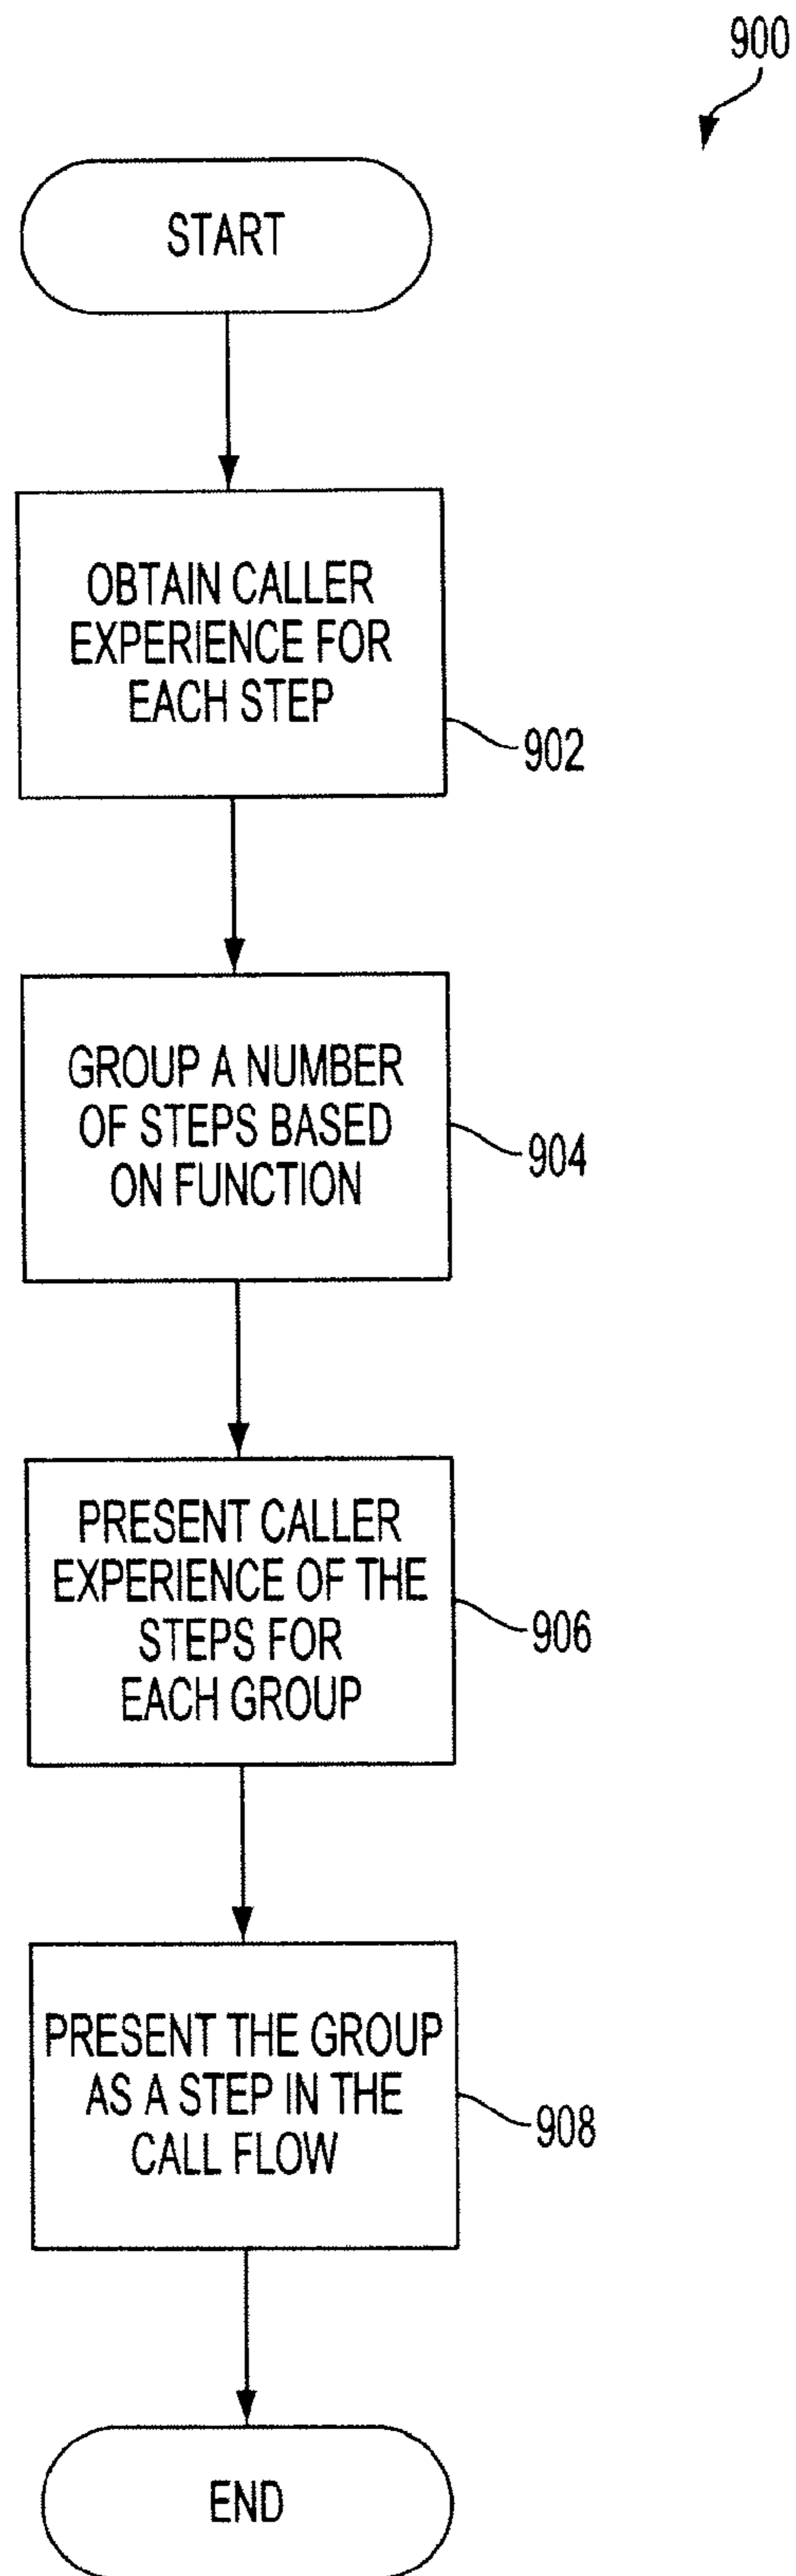 900
START
OBTAIN CALLER
EXPERIENCE FOR
EACH STEP
902
GROUP A NUMBER
OF STEPS BASED
ON FUNCTION
904
PRESENT CALLER
EXPERIENCE OF THE
STEPS FOR
EACH GROUP
906
PRESENT THE GROUP
AS A STEP IN THE
CALL FLOW
908
END